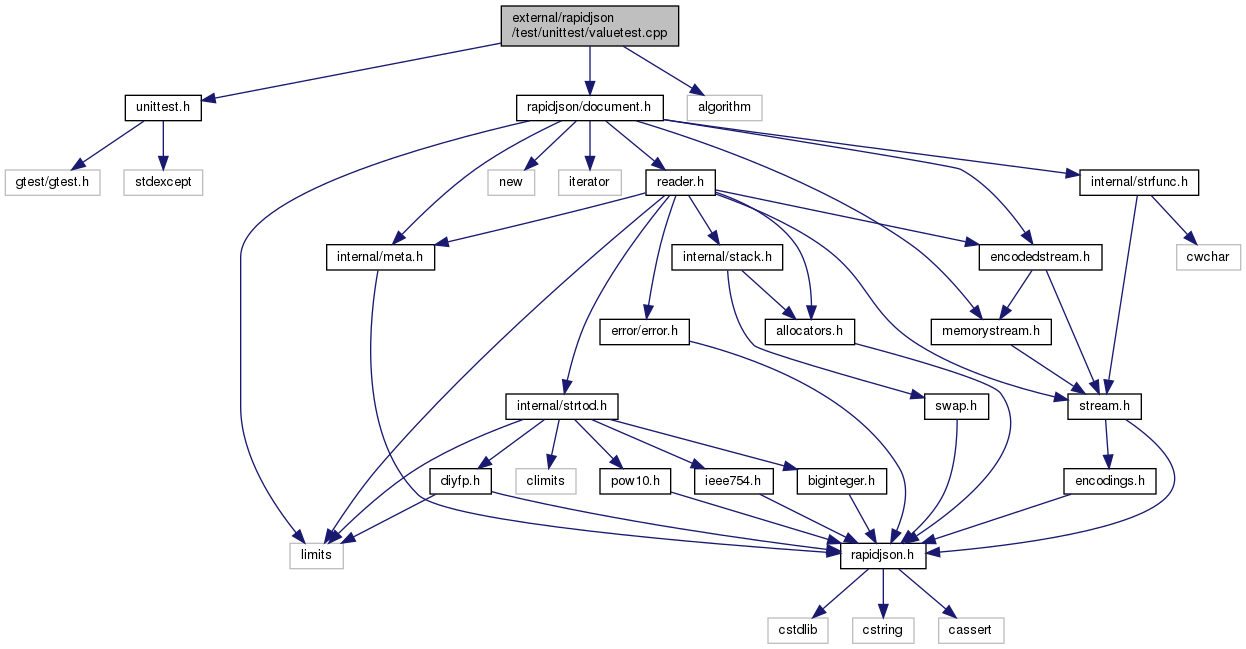 external/rapidjson
/test/unittest/valuetest.cpp
unittest.h
rapidjson/document.h
algorithm
gtest/gtest.h
stdexcept
new
iterator
reader.h
internal/strfunc.h
internal/meta.h
internal/stack.h
encodedstream.h
cwchar
error/error.h
allocators.h
memorystream.h
internal/strtod.h
swap.h
stream.h
diyfp.h
climits
pow10.h
ieee754.h
biginteger.h
encodings.h
limits
rapidjson.h
cstdlib
cstring
cassert